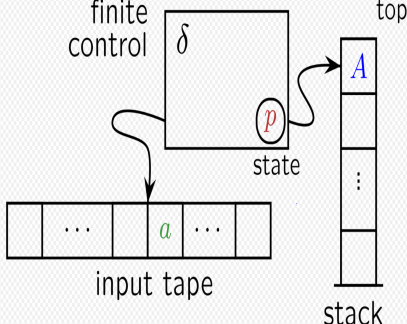 finite
control
δ
top
A
p
state
⋮
⋯
a
⋯
input tape
stack